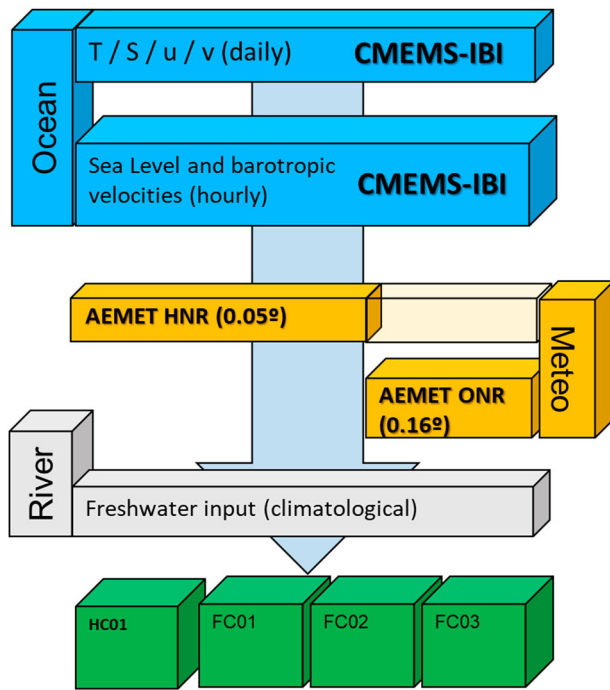 Ocean
T / S / u / v (daily) CMEMS-IBI
Sea Level and barotropic
velocities (hourly) CMEMS-IBI
AEMET HNR (0.05º)
Meteo
AEMET ONR
(0.16º)
River
Freshwater input (climatological)
HC01 FC01 FC02 FC03